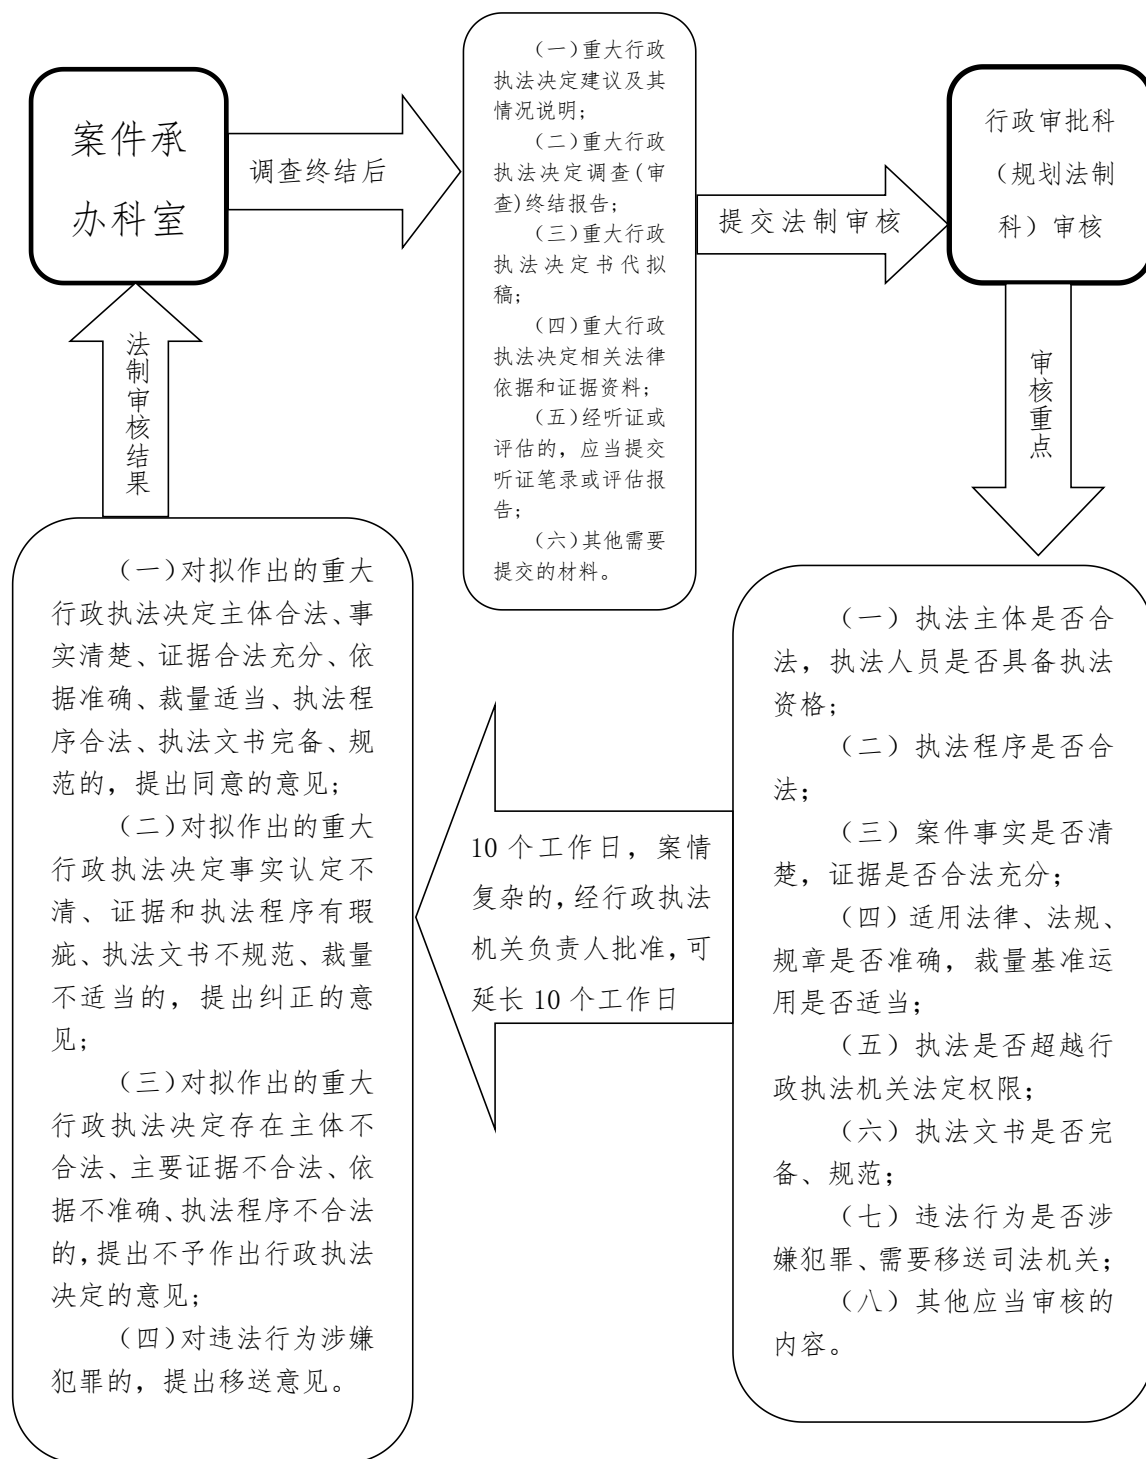 案件承
办科室
调查终结后
（一）重大行政
执法决定建议及其
情况说明；
（二）重大行政
执法决定调查(审
查)终结报告；
（三）重大行政
执法决定书代拟
稿；
（四）重大行政
执法决定相关法律
依据和证据资料；
（五）经听证或
评估的，应当提交
听证笔录或评估报
告；
（六）其他需要
提交的材料。
提交法制审核
行政审批科
（规划法制
科）审核
审核重点
（一）执法主体是否合
法，执法人员是否具备执法
资格；
（二）执法程序是否合
法；
（三）案件事实是否清
楚，证据是否合法充分；
（四）适用法律、法规、
规章是否准确，裁量基准运
用是否适当；
（五）执法是否超越行
政执法机关法定权限；
（六）执法文书是否完
备、规范；
（七）违法行为是否涉
嫌犯罪、需要移送司法机关；
（八）其他应当审核的
内容。
10 个工作日，案情
复杂的，经行政执法
机关负责人批准，可
延长 10 个工作日
（一）对拟作出的重大
行政执法决定主体合法、事
实清楚、证据合法充分、依
据准确、裁量适当、执法程
序合法、执法文书完备、规
范的，提出同意的意见；
（二）对拟作出的重大
行政执法决定事实认定不
清、证据和执法程序有瑕
疵、执法文书不规范、裁量
不适当的，提出纠正的意
见；
（三）对拟作出的重大
行政执法决定存在主体不
合法、主要证据不合法、依
据不准确、执法程序不合法
的，提出不予作出行政执法
决定的意见；
（四）对违法行为涉嫌
犯罪的，提出移送意见。
法制审核结果